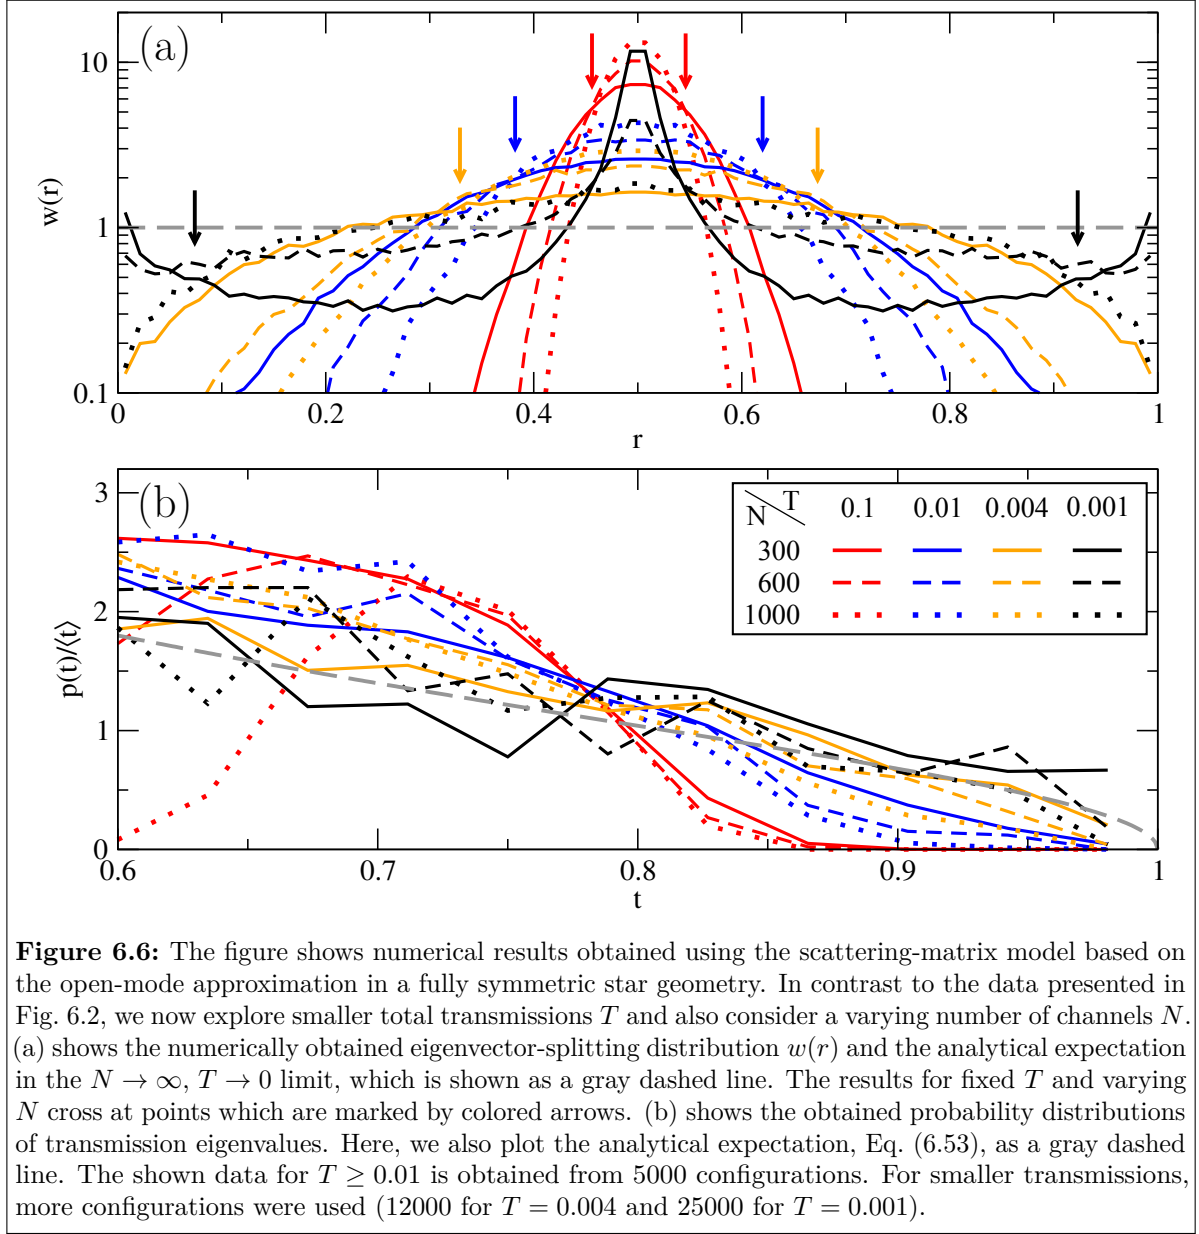 (a)
10
1
0.1
w(r)
0 0.2 0.4 0.6 0.8 1
r
(b)
3
2
1
0
p(t)/⟨t⟩
N T 0.1 0.01 0.004 0.001
300
600
1000
0.6 0.7 0.8 0.9 1
t
Figure 6.6: The figure shows numerical results obtained using the scattering-matrix model based on
the open-mode approximation in a fully symmetric star geometry. In contrast to the data presented in
Fig. 6.2, we now explore smaller total transmissions T and also consider a varying number of channels N.
(a) shows the numerically obtained eigenvector-splitting distribution w(r) and the analytical expectation
in the N → ∞, T → 0 limit, which is shown as a gray dashed line. The results for fixed T and varying
N cross at points which are marked by colored arrows. (b) shows the obtained probability distributions
of transmission eigenvalues. Here, we also plot the analytical expectation, Eq. (6.53), as a gray dashed
line. The shown data for T ≥ 0.01 is obtained from 5000 configurations. For smaller transmissions,
more configurations were used (12000 for T = 0.004 and 25000 for T = 0.001).